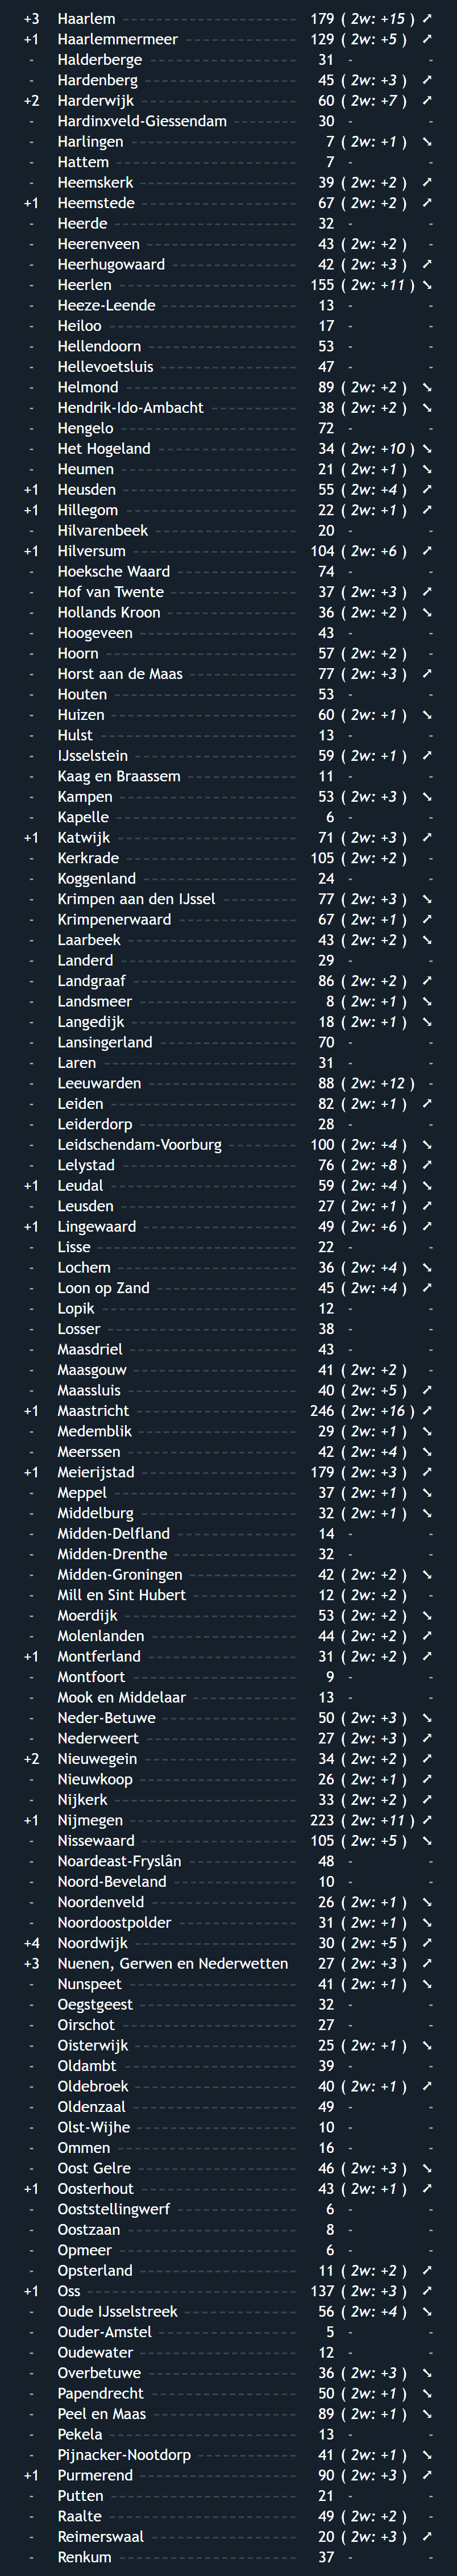 +3 Haarlem 179 ( 2w: +15 ) ➚
+1 Haarlemmermeer 129 ( 2w: +5 ) ➚
- Halderberge 31 - -
- Hardenberg 45 ( 2w: +3 ) ➚
+2 Harderwijk 60 ( 2w: +7 ) ➚
- Hardinxveld-Giessendam 30 - -
- Harlingen 7 ( 2w: +1 ) ➘
- Hattem 7 - -
- Heemskerk 39 ( 2w: +2 ) ➚
+1 Heemstede 67 ( 2w: +2 ) ➚
- Heerde 32 - -
- Heerenveen 43 ( 2w: +2 ) -
- Heerhugowaard 42 ( 2w: +3 ) ➚
- Heerlen 155 ( 2w: +11 ) ➘
- Heeze-Leende 13 - -
- Heiloo 17 - -
- Hellendoorn 53 - -
- Hellevoetsluis 47 - -
- Helmond 89 ( 2w: +2 ) ➘
- Hendrik-Ido-Ambacht 38 ( 2w: +2 ) ➘
- Hengelo 72 - -
- Het Hogeland 34 ( 2w: +10 ) ➘
- Heumen 21 ( 2w: +1 ) ➘
+1 Heusden 55 ( 2w: +4 ) ➚
+1 Hillegom 22 ( 2w: +1 ) ➚
- Hilvarenbeek 20 - -
+1 Hilversum 104 ( 2w: +6 ) ➚
- Hoeksche Waard 74 - -
- Hof van Twente 37 ( 2w: +3 ) ➚
- Hollands Kroon 36 ( 2w: +2 ) ➘
- Hoogeveen 43 - -
- Hoorn 57 ( 2w: +2 ) -
- Horst aan de Maas 77 ( 2w: +3 ) ➚
- Houten 53 - -
- Huizen 60 ( 2w: +1 ) ➘
- Hulst 13 - -
- IJsselstein 59 ( 2w: +1 ) ➚
- Kaag en Braassem 11 - -
- Kampen 53 ( 2w: +3 ) ➘
- Kapelle 6 - -
+1 Katwijk 71 ( 2w: +3 ) ➚
- Kerkrade 105 ( 2w: +2 ) -
- Koggenland 24 - -
- Krimpen aan den IJssel 77 ( 2w: +3 ) ➘
- Krimpenerwaard 67 ( 2w: +1 ) ➚
- Laarbeek 43 ( 2w: +2 ) ➘
- Landerd 29 - -
- Landgraaf 86 ( 2w: +2 ) ➚
- Landsmeer 8 ( 2w: +1 ) ➘
- Langedijk 18 ( 2w: +1 ) ➘
- Lansingerland 70 - -
- Laren 31 - -
- Leeuwarden 88 ( 2w: +12 ) -
- Leiden 82 ( 2w: +1 ) ➚
- Leiderdorp 28 - -
- Leidschendam-Voorburg 100 ( 2w: +4 ) ➘
- Lelystad 76 ( 2w: +8 ) ➚
+1 Leudal 59 ( 2w: +4 ) ➘
- Leusden 27 ( 2w: +1 ) ➚
+1 Lingewaard 49 ( 2w: +6 ) ➚
- Lisse 22 - -
- Lochem 36 ( 2w: +4 ) ➘
- Loon op Zand 45 ( 2w: +4 ) ➚
- Lopik 12 - -
- Losser 38 - -
- Maasdriel 43 - -
- Maasgouw 41 ( 2w: +2 ) -
- Maassluis 40 ( 2w: +5 ) ➚
+1 Maastricht 246 ( 2w: +16 ) ➚
- Medemblik 29 ( 2w: +1 ) ➘
- Meerssen 42 ( 2w: +4 ) ➘
+1 Meierijstad 179 ( 2w: +3 ) ➚
- Meppel 37 ( 2w: +1 ) ➘
- Middelburg 32 ( 2w: +1 ) ➘
- Midden-Delfland 14 - -
- Midden-Drenthe 32 - -
- Midden-Groningen 42 ( 2w: +2 ) ➘
- Mill en Sint Hubert 12 ( 2w: +2 ) -
- Moerdijk 53 ( 2w: +2 ) ➘
- Molenlanden 44 ( 2w: +2 ) ➚
+1 Montferland 31 ( 2w: +2 ) ➚
- Montfoort 9 - -
- Mook en Middelaar 13 - -
- Neder-Betuwe 50 ( 2w: +3 ) ➘
- Nederweert 27 ( 2w: +3 ) ➚
+2 Nieuwegein 34 ( 2w: +2 ) ➚
- Nieuwkoop 26 ( 2w: +1 ) ➚
- Nijkerk 33 ( 2w: +2 ) ➚
+1 Nijmegen 223 ( 2w: +11 ) ➚
- Nissewaard 105 ( 2w: +5 ) ➘
- Noardeast-Fryslân 48 - -
- Noord-Beveland 10 - -
- Noordenveld 26 ( 2w: +1 ) ➘
- Noordoostpolder 31 ( 2w: +1 ) ➘
+4 Noordwijk 30 ( 2w: +5 ) ➚
+3 Nuenen, Gerwen en Nederwetten 27 ( 2w: +3 ) ➚
- Nunspeet 41 ( 2w: +1 ) ➘
- Oegstgeest 32 - -
- Oirschot 27 - -
- Oisterwijk 25 ( 2w: +1 ) ➘
- Oldambt 39 - -
- Oldebroek 40 ( 2w: +1 ) ➚
- Oldenzaal 49 - -
- Olst-Wijhe 10 - -
- Ommen 16 - -
- Oost Gelre 46 ( 2w: +3 ) ➘
+1 Oosterhout 43 ( 2w: +1 ) ➚
- Ooststellingwerf 6 - -
- Oostzaan 8 - -
- Opmeer 6 - -
- Opsterland 11 ( 2w: +2 ) ➚
+1 Oss 137 ( 2w: +3 ) ➚
- Oude IJsselstreek 56 ( 2w: +4 ) ➘
- Ouder-Amstel 5 - -
- Oudewater 12 - -
- Overbetuwe 36 ( 2w: +3 ) ➘
- Papendrecht 50 ( 2w: +1 ) ➘
- Peel en Maas 89 ( 2w: +1 ) ➘
- Pekela 13 - -
- Pijnacker-Nootdorp 41 ( 2w: +1 ) ➘
+1 Purmerend 90 ( 2w: +3 ) ➚
- Putten 21 - -
- Raalte 49 ( 2w: +2 ) -
- Reimerswaal 20 ( 2w: +3 ) ➚
- Renkum 37 - -